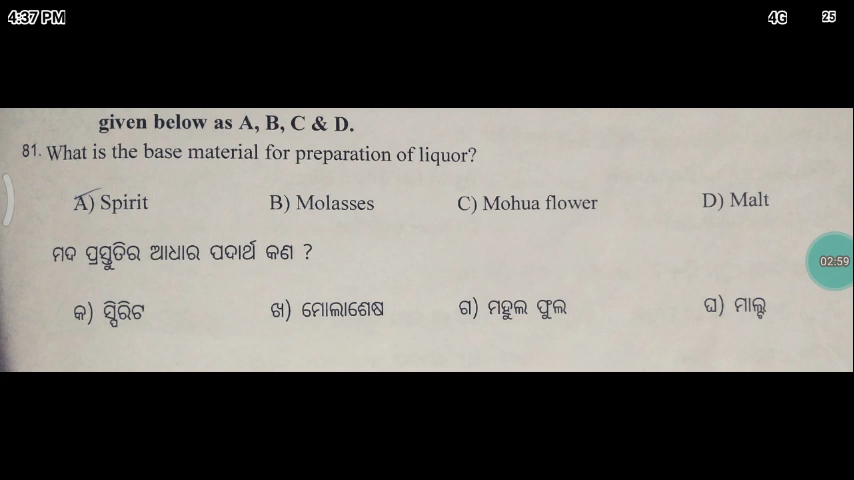 4:37 PM 4G 25
given below as A, B, C & D.
81. What is the base material for preparation of liquor?
A) Spirit B) Molasses C) Mohua flower D) Malt
ମଦ ପ୍ରସ୍ତୁତିର ଆଧାର ପଦାର୍ଥ କଣ ?
02:59
କ) ସ୍ପିରିଟ ଖ) ମୋଲାଶେଷ ଗ) ମହୁଲ ଫୁଲ ଘ) ମାଲ୍ଟ